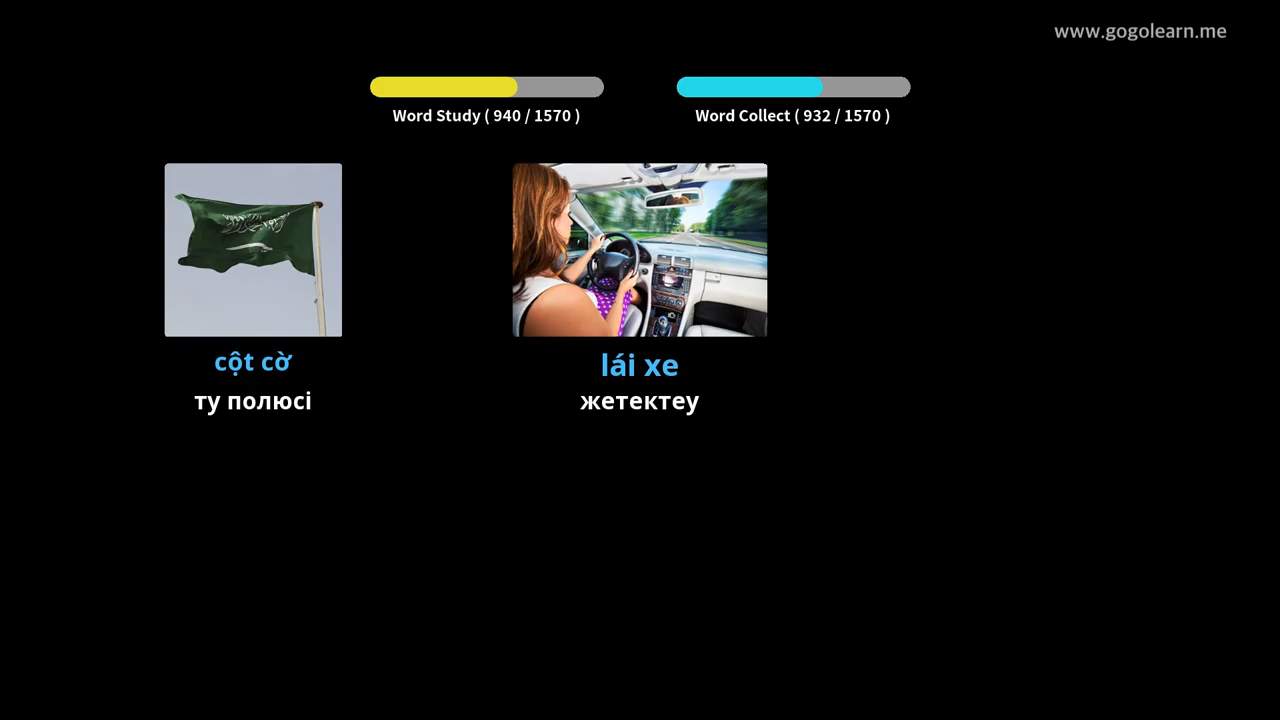 www.gogolearn.me
Word Study ( 940 / 1570 )
Word Collect ( 932 / 1570 )
cột cờ
ту полюсі
lái xe
жетектеу